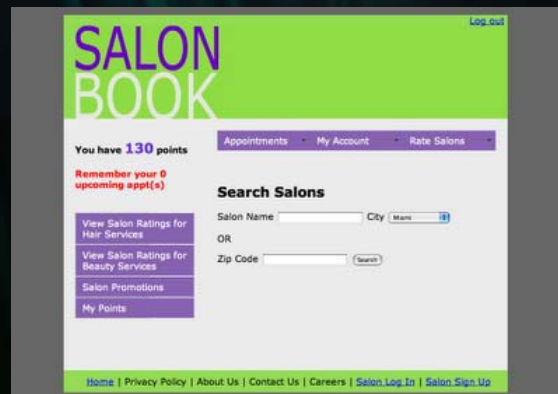 Log out
SALON
BOOK
You have 130 points
Remember your 0
upcoming appt(s)
Appointments My Account Rate Salons
Search Salons
Salon Name City Miami
OR
Zip Code Search
View Salon Ratings for
Hair Services
View Salon Ratings for
Beauty Services
Salon Promotions
My Points
Home | Privacy Policy | About Us | Contact Us | Careers | Salon Log In | Salon Sign Up